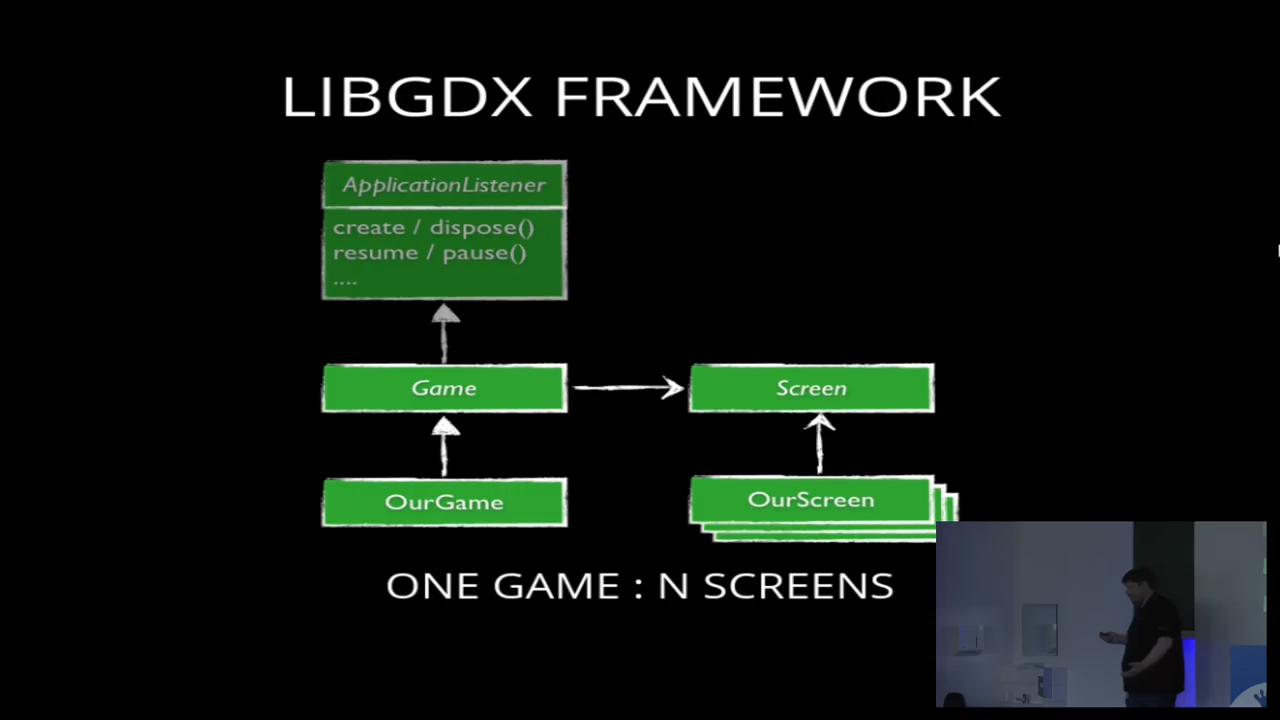 LIBGDX FRAMEWORK
ApplicationListener
create / dispose()
resume / pause()
....
Game
Screen
OurGame
OurScreen
ONE GAME : N SCREENS